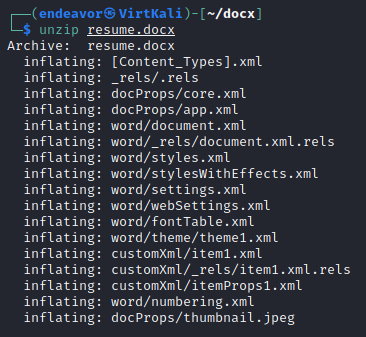 ┌──(endeavor㉿VirtKali)-[~/docx]
└─$ unzip resume.docx
Archive:  resume.docx
  inflating: [Content_Types].xml
  inflating: _rels/.rels
  inflating: docProps/core.xml
  inflating: docProps/app.xml
  inflating: word/document.xml
  inflating: word/_rels/document.xml.rels
  inflating: word/styles.xml
  inflating: word/stylesWithEffects.xml
  inflating: word/settings.xml
  inflating: word/webSettings.xml
  inflating: word/fontTable.xml
  inflating: word/theme/theme1.xml
  inflating: customXml/item1.xml
  inflating: customXml/_rels/item1.xml.rels
  inflating: customXml/itemProps1.xml
  inflating: word/numbering.xml
  inflating: docProps/thumbnail.jpeg